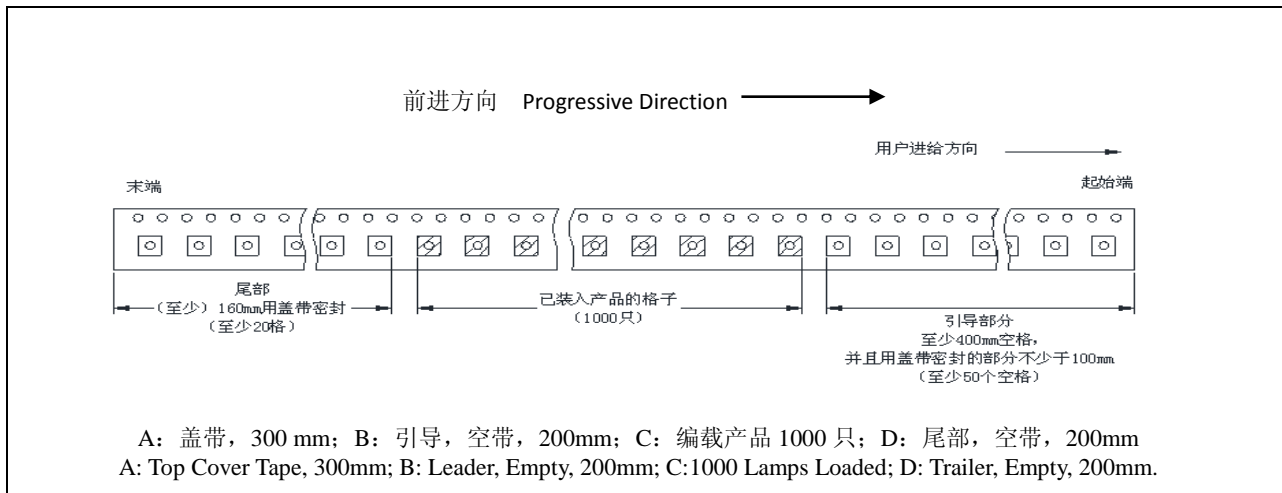 前进方向 Progressive Direction
用户进给方向
末端
起始端
尾部
（至少）160mm用盖带密封
（至少20格）
已装入产品的格子
（1000只）
引导部分
至少400mm空格，
并且用盖带密封的部分不少于100mm
（至少50个空格）
A：盖带，300 mm；B：引导，空带，200mm；C：编载产品 1000 只；D：尾部，空带，200mm
A: Top Cover Tape, 300mm; B: Leader, Empty, 200mm; C:1000 Lamps Loaded; D: Trailer, Empty, 200mm.